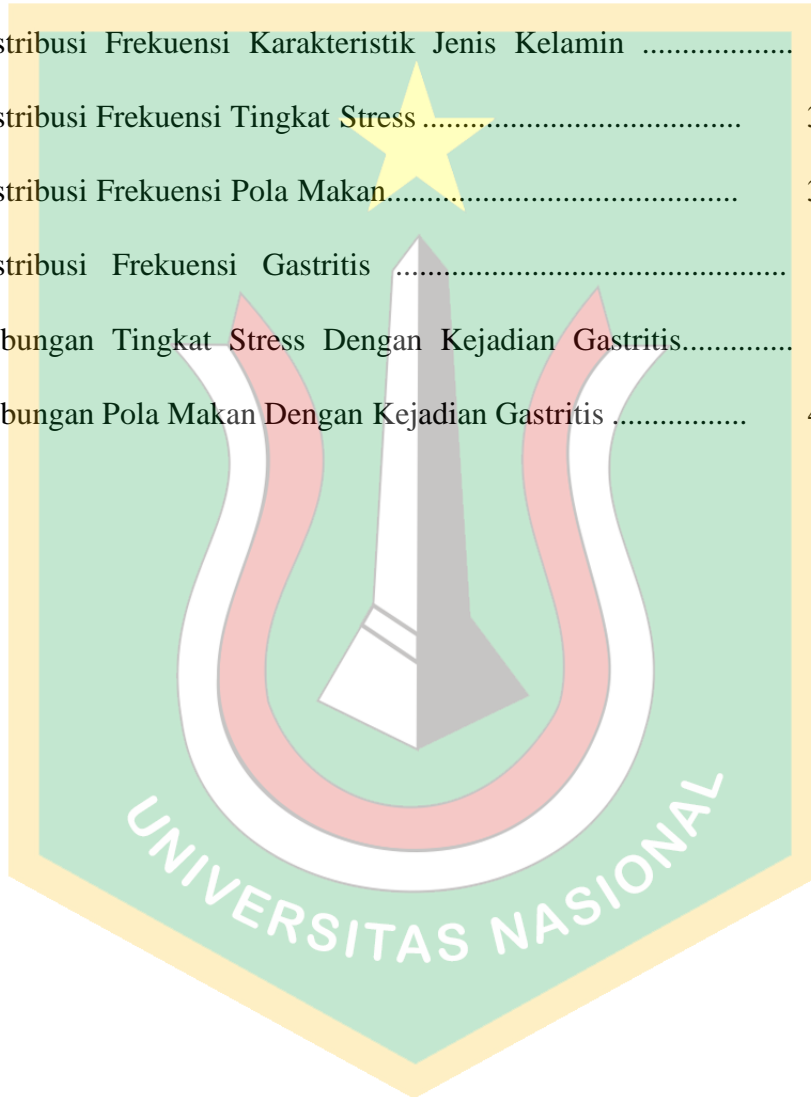 stribusi Frekuensi Karakteristik Jenis Kelamin ..................
stribusi Frekuensi Tingkat Stress ......................................
stribusi Frekuensi Pola Makan..........................................
stribusi Frekuensi Gastritis ...............................................
bungan Tingkat Stress Dengan Kejadian Gastritis.............
bungan Pola Makan Dengan Kejadian Gastritis ................ 4
UNIVERSITAS NASIONAL